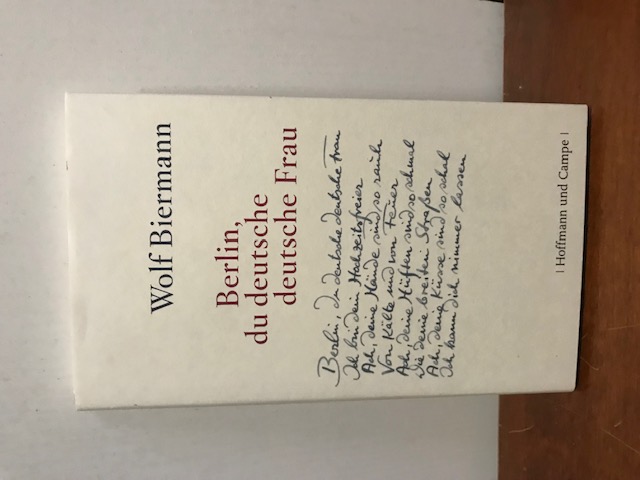 Wolf Biermann
Berlin,
du deutsche
deutsche Frau
Berlin, du deutsche deutsche Frau
Ich bin dein Hochzeitsfreier
Ach, deine Hände sind so rauh
Von Kälte und von Feuer
Ach, deine Hüften sind so schmal
Wie deine breiten Straßen
Ach, deine Küsse sind so schal
Ich kann dich nimmer lassen
| Hoffmann und Campe |